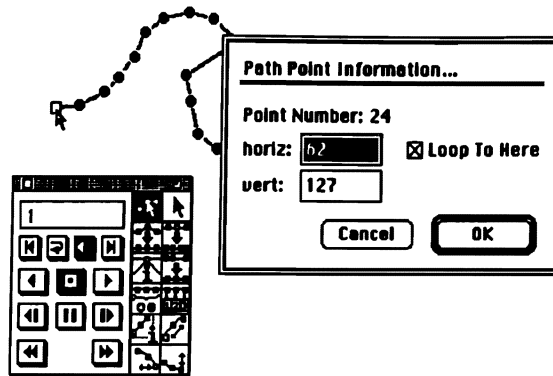 Path Point Information...
Point Number: 24
horiz: 62
Loop To Here
vert: 127
Cancel
OK
1